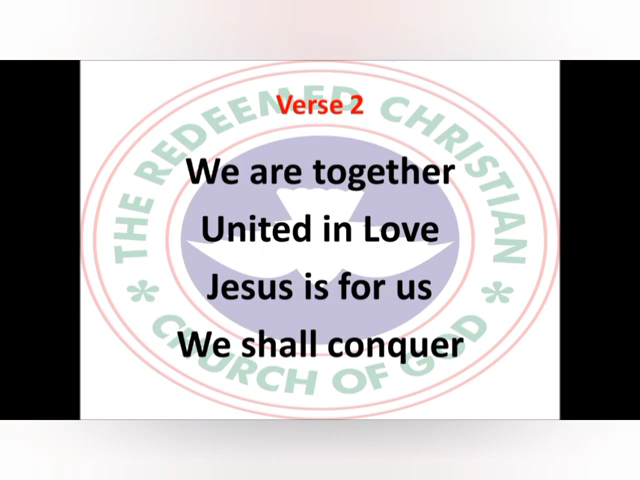 Verse 2
We are together
United in Love
Jesus is for us
We shall conquer
THE REDEEMED CHRISTIAN
CHURCH OF GOD